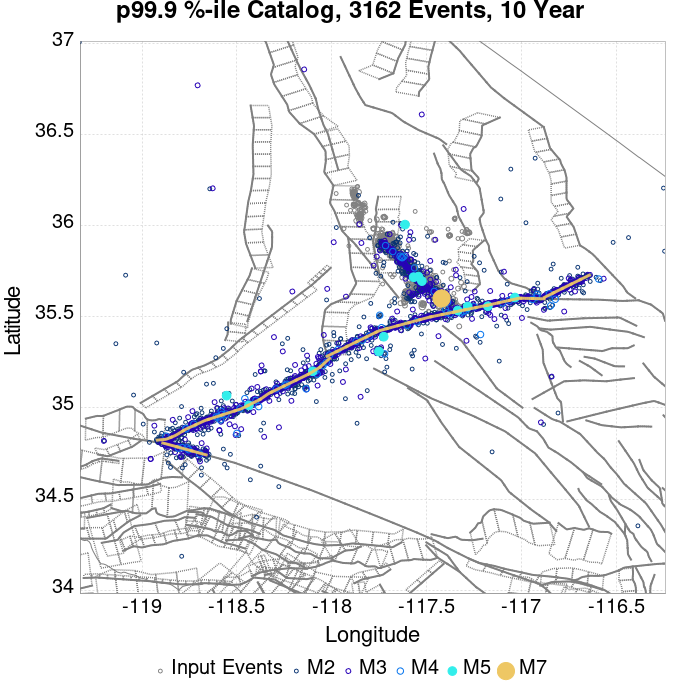 p99.9 %-ile Catalog, 3162 Events, 10 Year
37
36.5
36
35.5
35
34.5
34
Latitude
-119
-118.5
-118
-117.5
-117
-116.5
Longitude
Input Events
M2
M3
M4
M5
M7